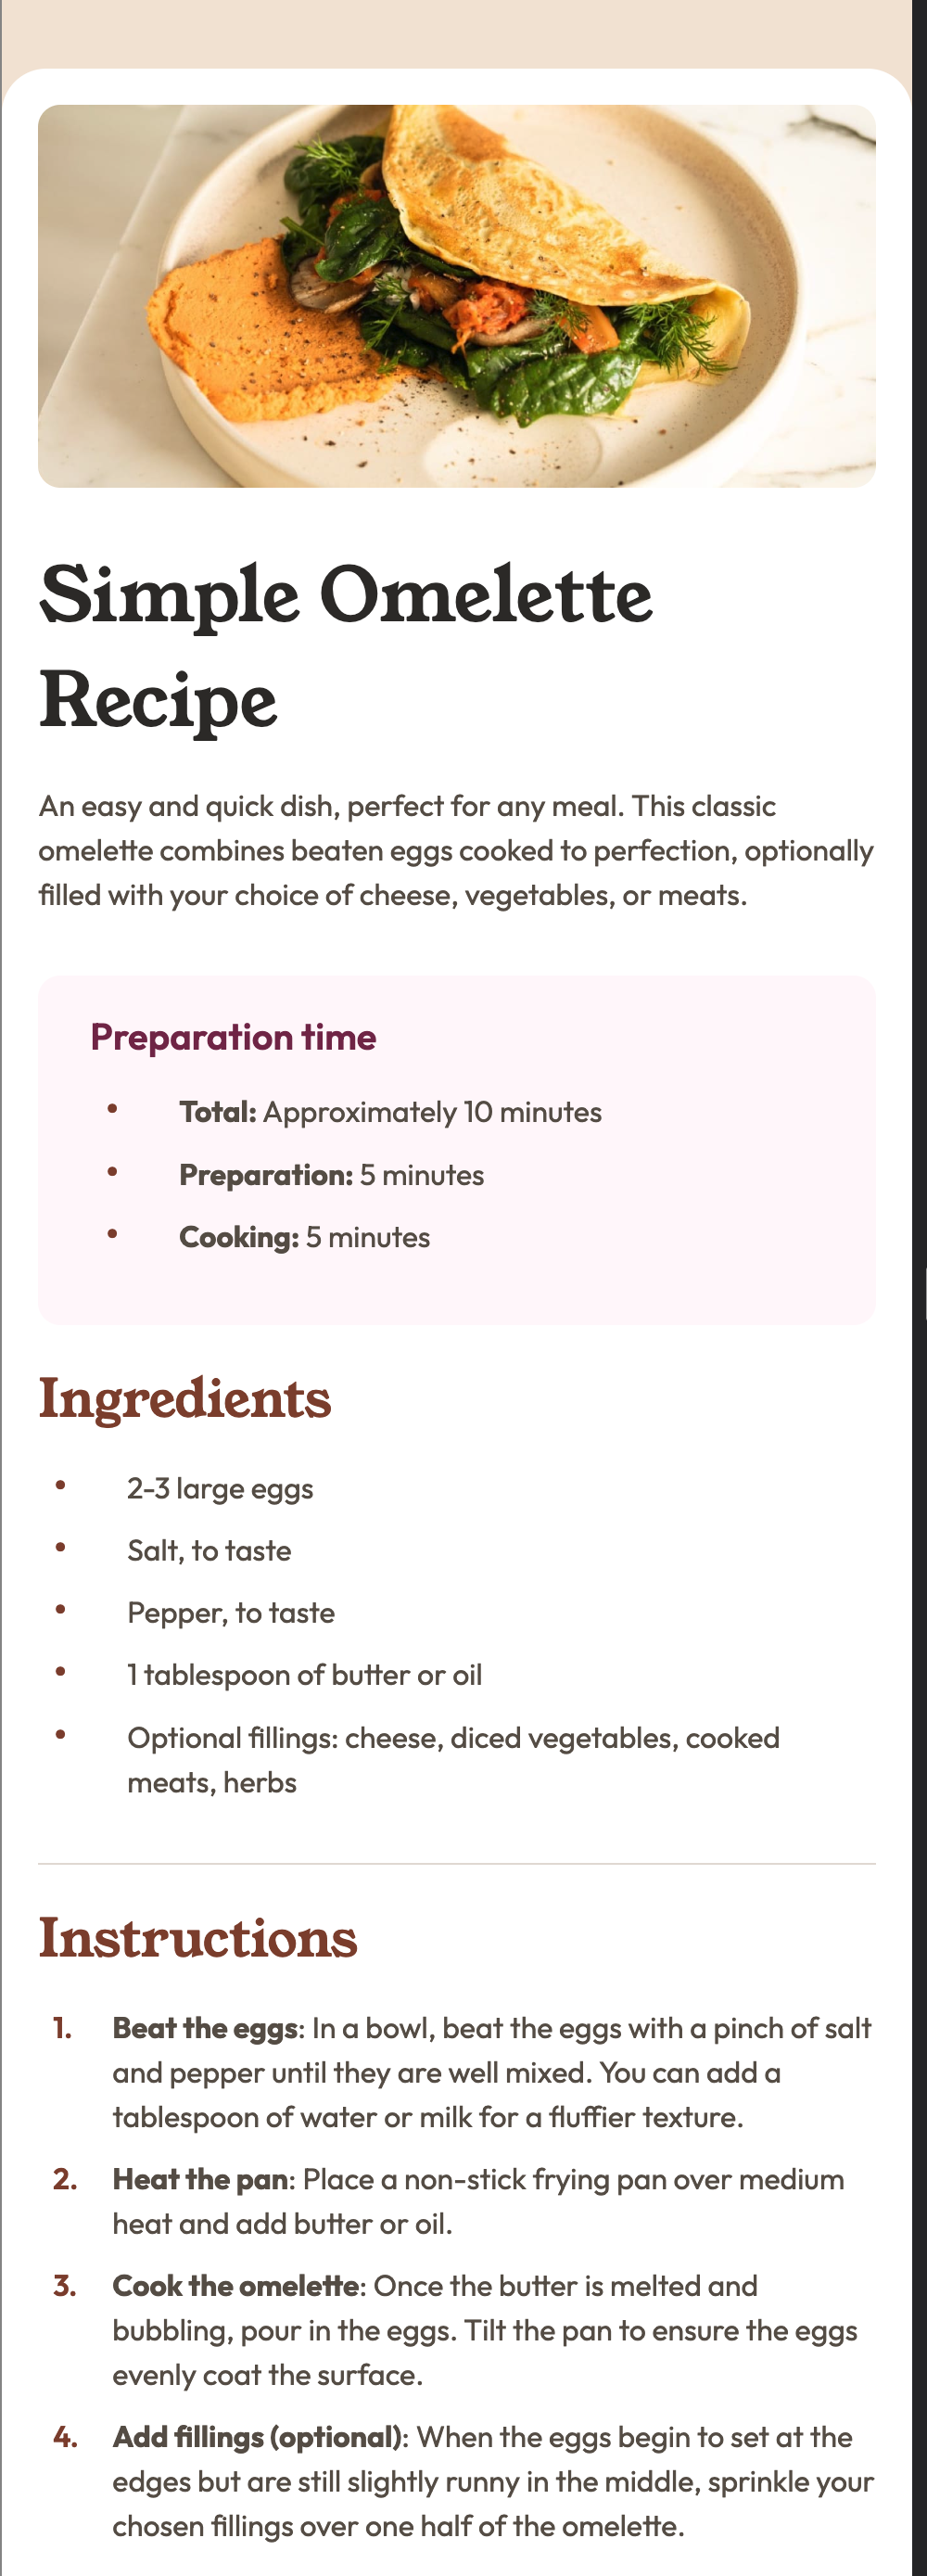 Simple Omelette
Recipe
An easy and quick dish, perfect for any meal. This classic
omelette combines beaten eggs cooked to perfection, optionally
filled with your choice of cheese, vegetables, or meats.
Preparation time
• Total: Approximately 10 minutes
• Preparation: 5 minutes
• Cooking: 5 minutes
Ingredients
• 2-3 large eggs
• Salt, to taste
• Pepper, to taste
• 1 tablespoon of butter or oil
• Optional fillings: cheese, diced vegetables, cooked
meats, herbs
Instructions
1. Beat the eggs: In a bowl, beat the eggs with a pinch of salt
and pepper until they are well mixed. You can add a
tablespoon of water or milk for a fluffier texture.
2. Heat the pan: Place a non-stick frying pan over medium
heat and add butter or oil.
3. Cook the omelette: Once the butter is melted and
bubbling, pour in the eggs. Tilt the pan to ensure the eggs
evenly coat the surface.
4. Add fillings (optional): When the eggs begin to set at the
edges but are still slightly runny in the middle, sprinkle your
chosen fillings over one half of the omelette.